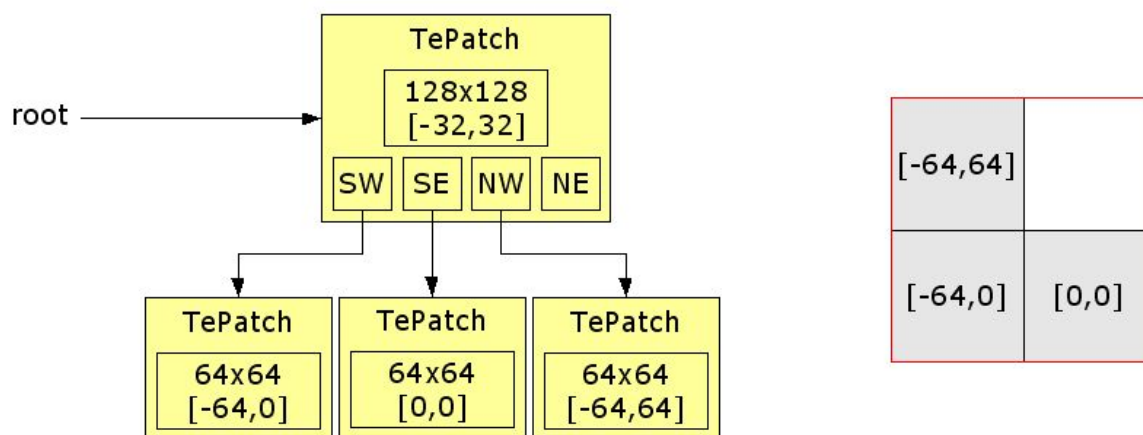 TePatch
128x128
[-32,32]
root
SW SE NW NE
[-64,64]
[-64,0] [0,0]
TePatch TePatch TePatch
64x64 64x64 64x64
[-64,0] [0,0] [-64,64]